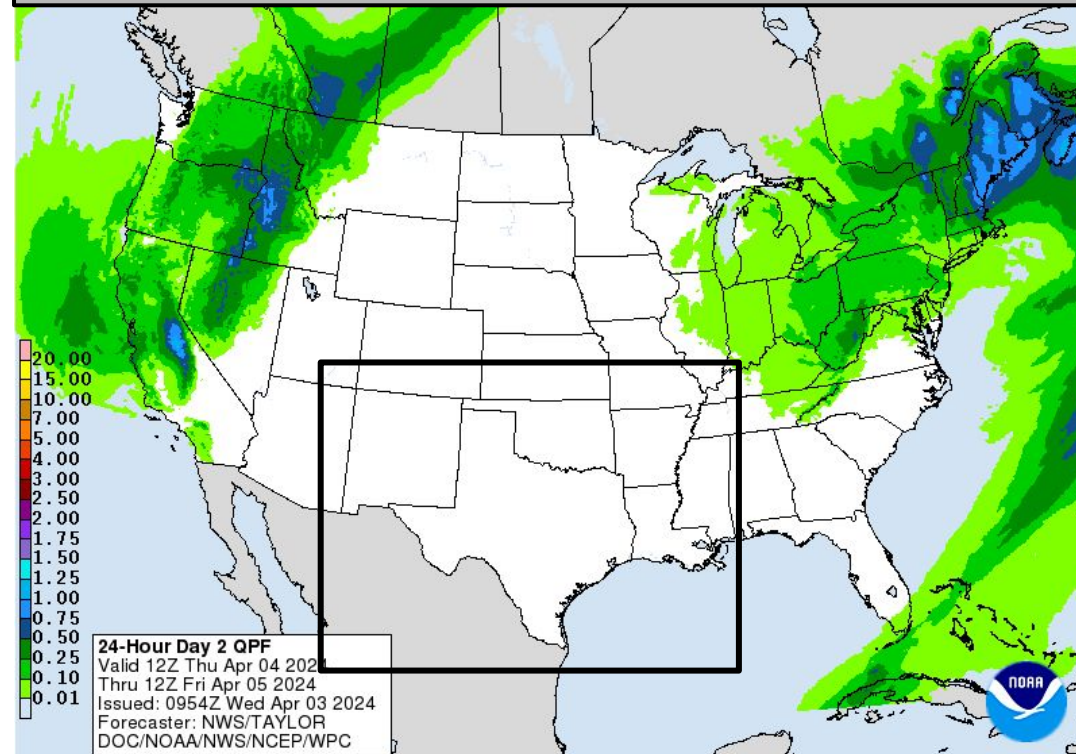 20.00
15.00
10.00
7.00
5.00
4.00
3.00
2.50
2.00
1.75
1.50
1.25
1.00
0.75
0.50
0.25
0.10
0.01
24-Hour Day 2 QPF
Valid 12Z Thu Apr 04 2024
Thru 12Z Fri Apr 05 2024
Issued: 0954Z Wed Apr 03 2024
Forecaster: NWS/TAYLOR
DOC/NOAA/NWS/NCEP/WPC
NOAA